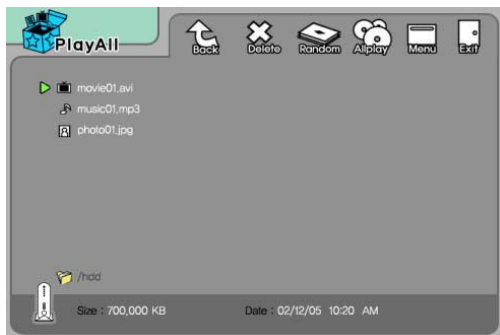 PlayAll
Back Delete Random Allplay Menu Exit
movie01.avi
music01.mp3
photo01.jpg
/hdd
Size : 700,000 KB Date : 02/12/05 10:20 AM